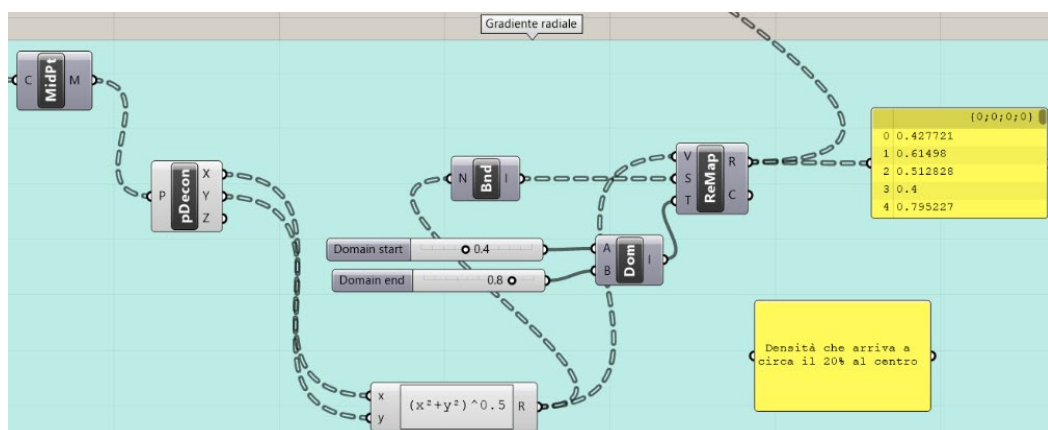 Gradiente radiale
C MidPt M
{0;0;0;0}
0 0.427721
1 0.61498
2 0.512828
3 0.4
4 0.795227
V
S
T
ReMap
R
C
N Bnd I
P
pDecon
X
Y
Z
Domain start 0.4
Domain end 0.8
A
B
Dom
I
Densità che arriva a
circa il 20% al centro
x
y
(x²+y²)^0.5
R